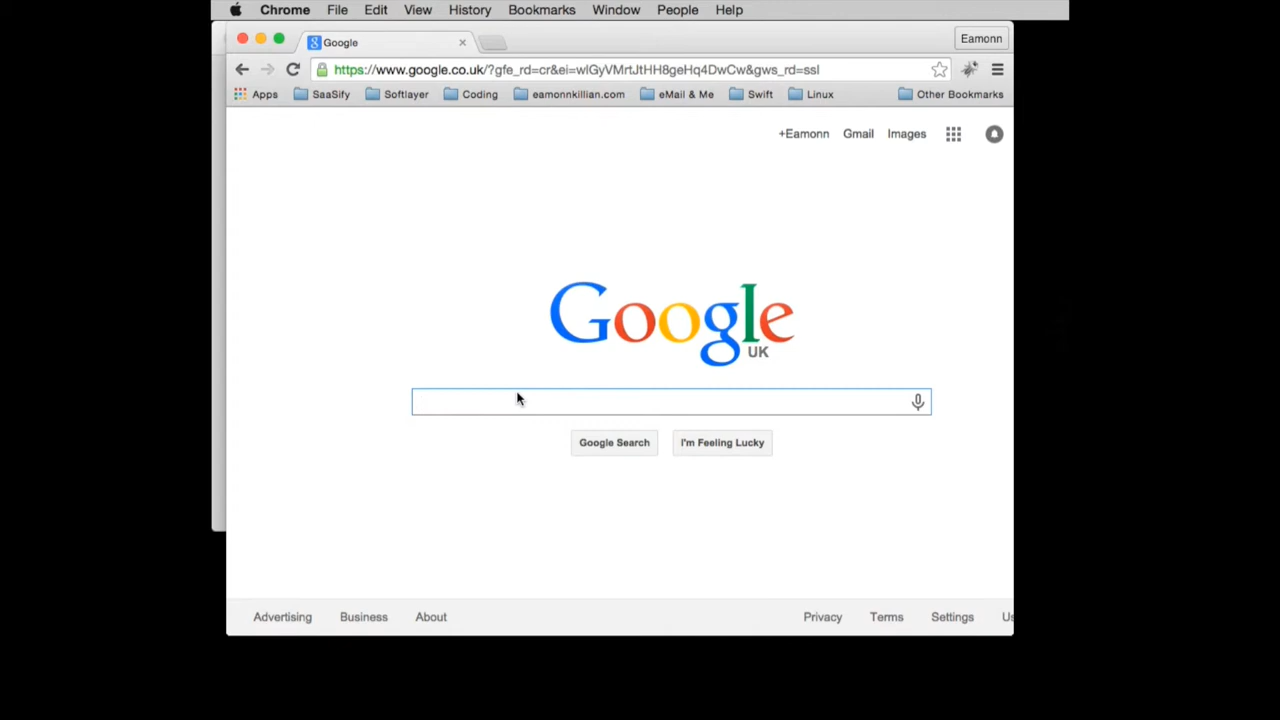 Chrome File Edit View History Bookmarks Window People Help
Google Eamonn
https://www.google.co.uk/?gfe_rd=cr&ei=wIGyVMrtJtHH8geHq4DwCw&gws_rd=ssl
Apps SaaSify Softlayer Coding eamonnkillian.com eMail & Me Swift Linux Other Bookmarks
+Eamonn Gmail Images
Google
UK
Google Search I'm Feeling Lucky
Advertising Business About Privacy Terms Settings Us